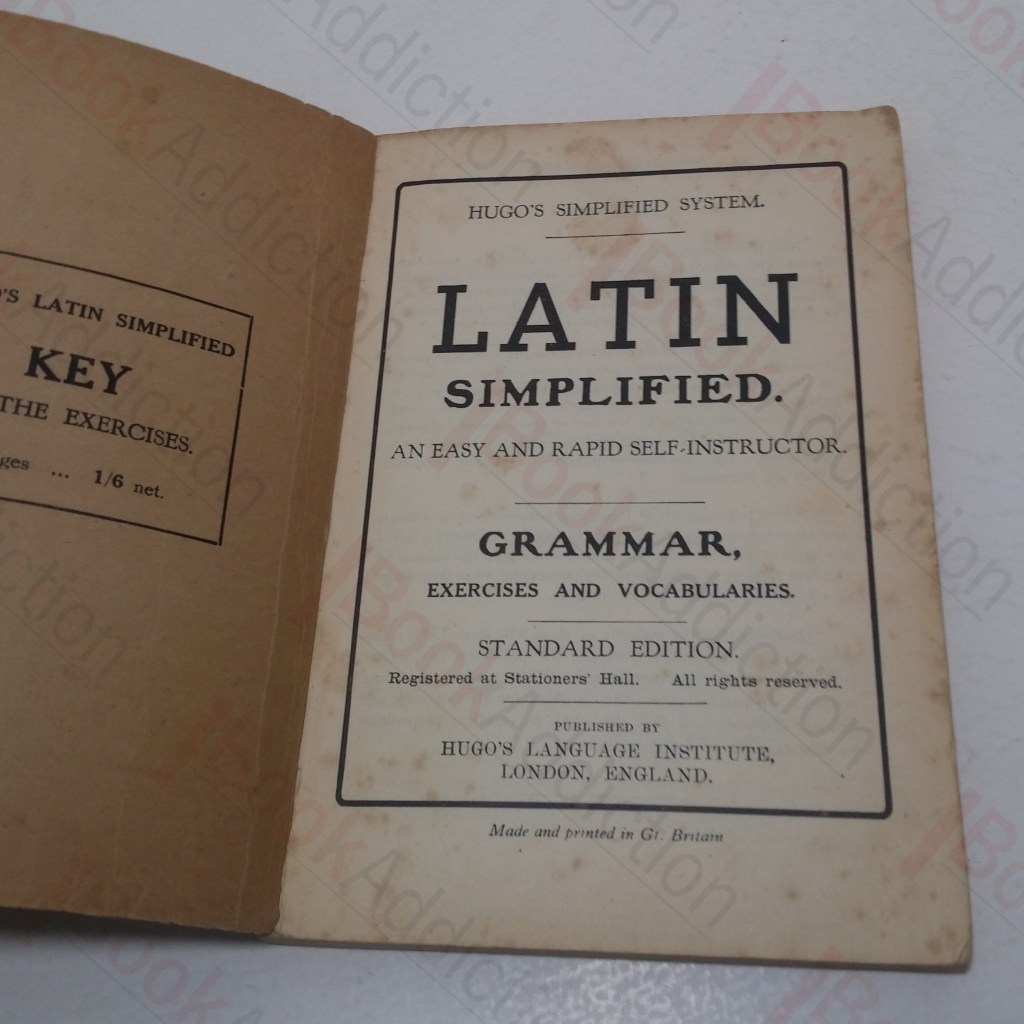 'S LATIN SIMPLIFIED
KEY
THE EXERCISES.
... 1/6 net.
HUGO'S SIMPLIFIED SYSTEM.
LATIN
SIMPLIFIED.
AN EASY AND RAPID SELF-INSTRUCTOR.
GRAMMAR,
EXERCISES AND VOCABULARIES.
STANDARD EDITION.
Registered at Stationers' Hall. All rights reserved.
PUBLISHED BY
HUGO'S LANGUAGE INSTITUTE,
LONDON, ENGLAND.
Made and printed in Gt. Britain
BookAddiction